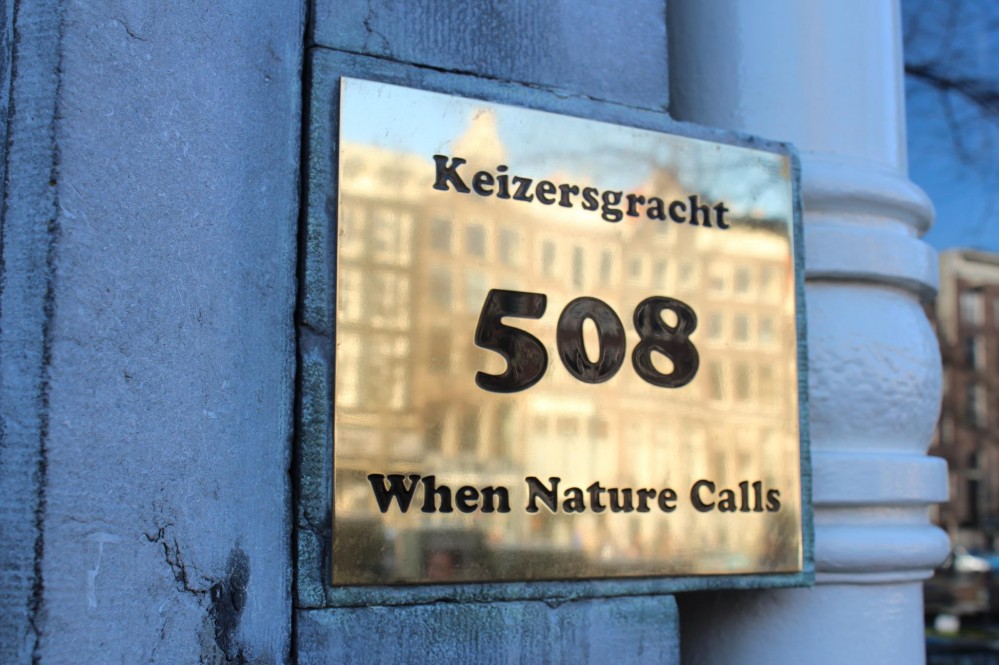 Keizersgracht
508
When Nature Calls